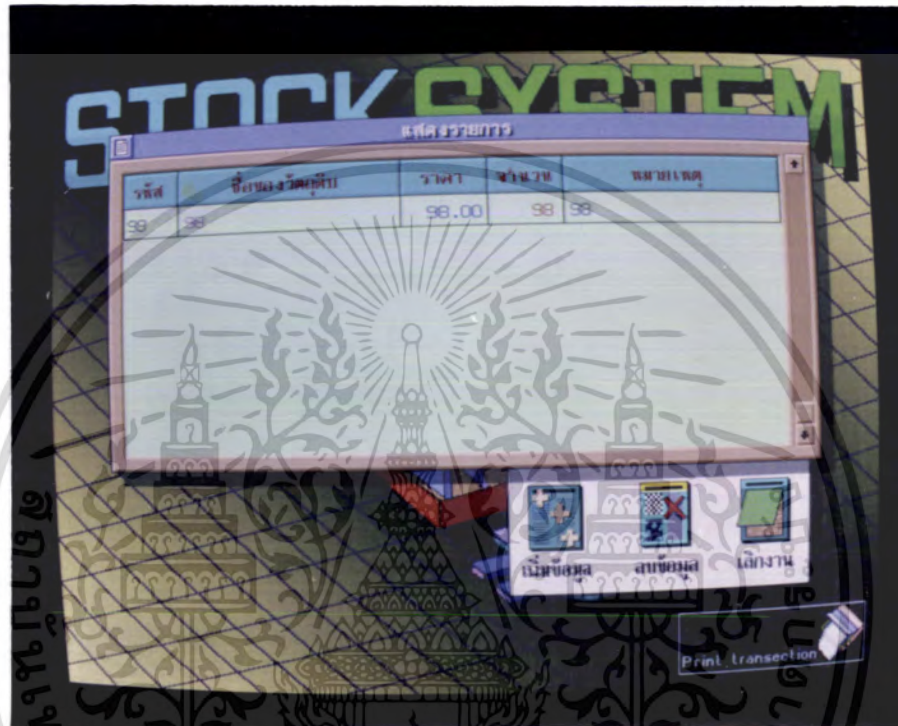 STOCK SYSTEM
แสดงรายการ
รหัส ชื่อของวัตถุดิบ ราคา จำนวน หมายเหตุ
98 98 98.00 98 98
เพิ่มข้อมูล ลบข้อมูล เลิกงาน
Print transection